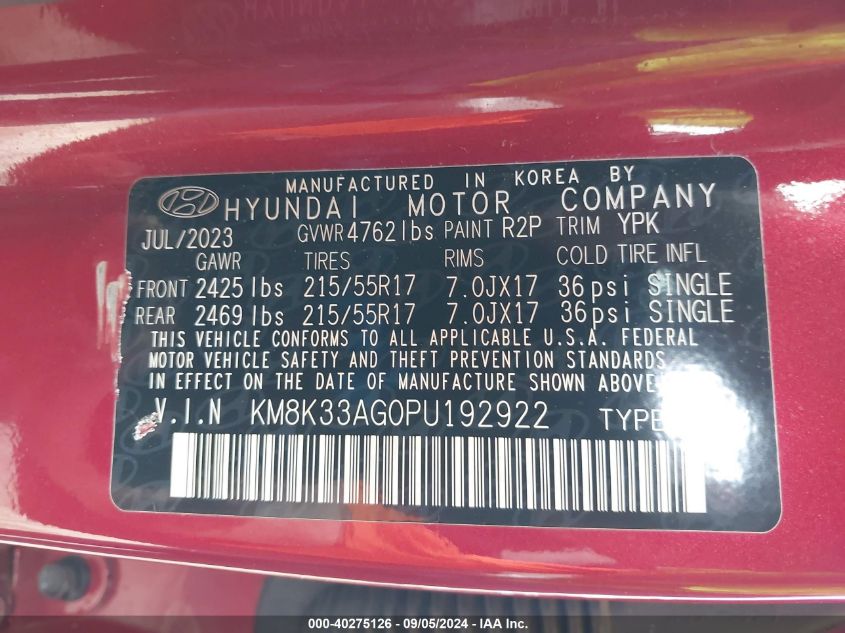 MANUFACTURED IN KOREA BY
HYUNDAI MOTOR COMPANY
JUL/2023 GVWR 4762 lbs PAINT R2P TRIM YPK
GAWR TIRES RIMS COLD TIRE INFL
FRONT 2425 lbs 215/55R17 7.0JX17 36 psi SINGLE
REAR 2469 lbs 215/55R17 7.0JX17 36 psi SINGLE
THIS VEHICLE CONFORMS TO ALL APPLICABLE U.S.A. FEDERAL
MOTOR VEHICLE SAFETY AND THEFT PREVENTION STANDARDS
IN EFFECT ON THE DATE OF MANUFACTURE SHOWN ABOVE
V.I.N KM8K33AG0PU192922 TYPE
000-40275126 - 09/05/2024 - IAA Inc.